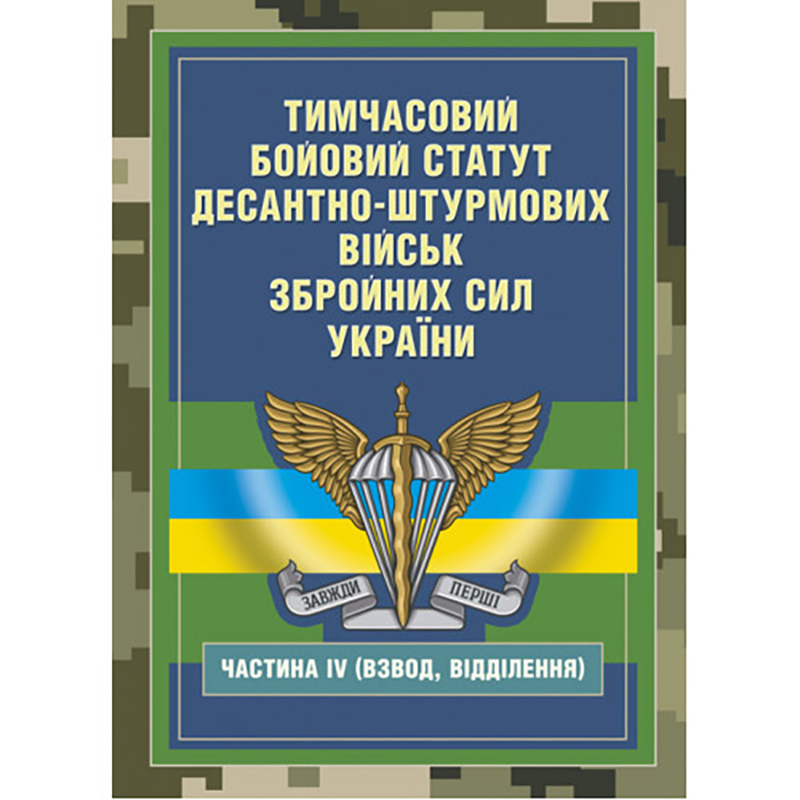 ТИМЧАСОВИЙ
БОЙОВИЙ СТАТУТ
ДЕСАНТНО-ШТУРМОВИХ
ВІЙСЬК
ЗБРОЙНИХ СИЛ
УКРАЇНИ
ЗАВЖДИ ПЕРШІ
ЧАСТИНА IV (ВЗВОД, ВІДДІЛЕННЯ)